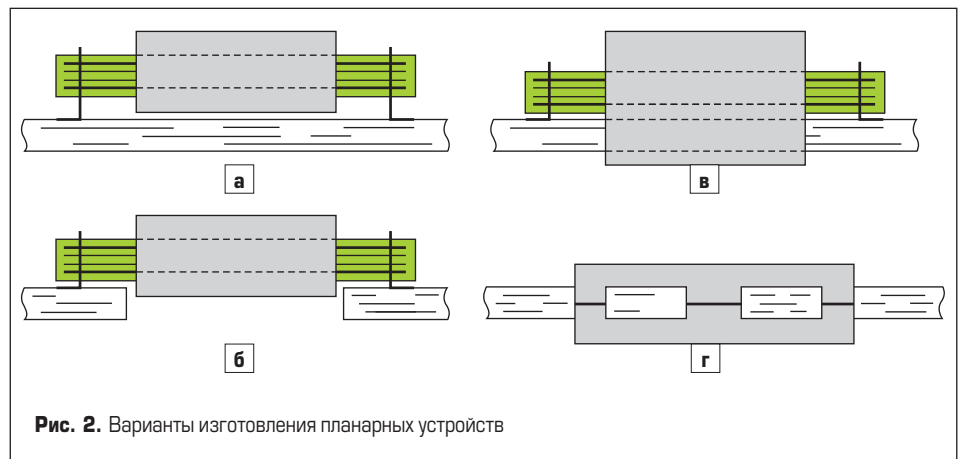 а
в
б
г
Рис. 2. Варианты изготовления планарных устройств